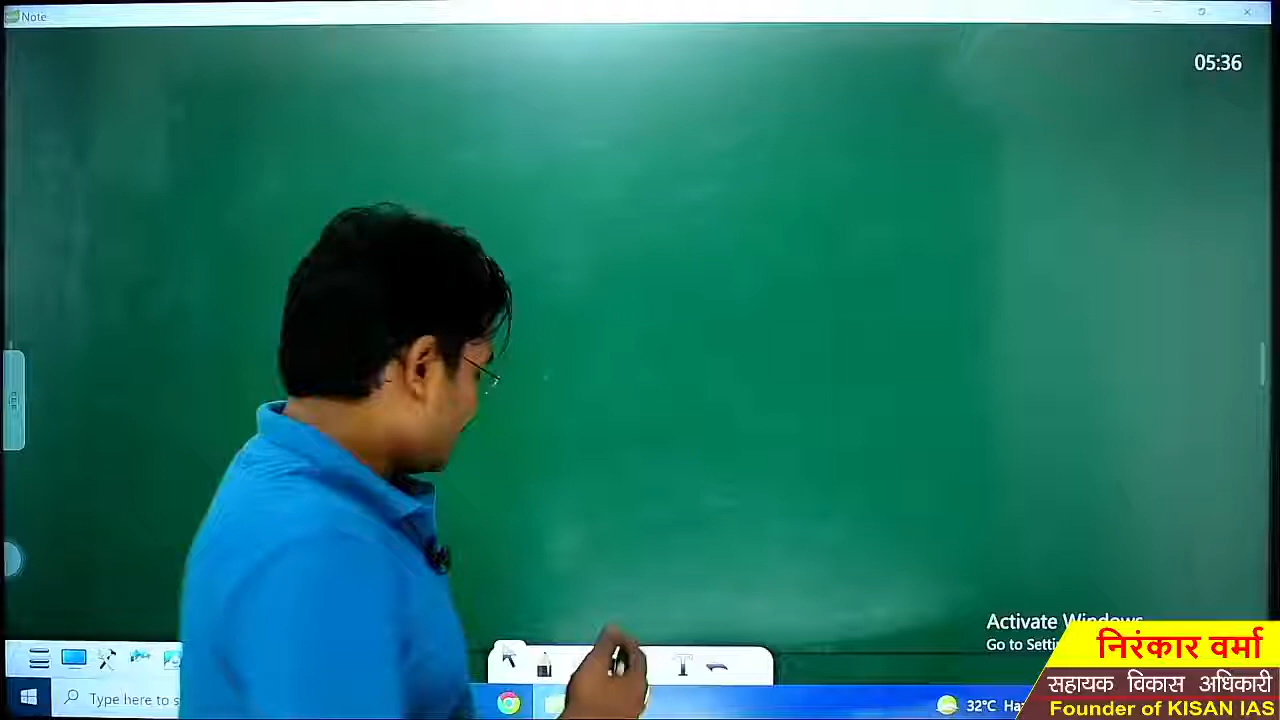 Note
05:36
Activate Windows
Go to Setti
Type here to s
32°C Ha
निरंकार वर्मा
सहायक विकास अधिकारी
Founder of KISAN IAS